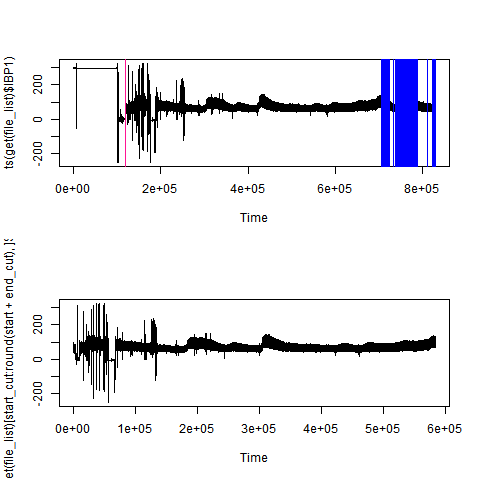 ts(get(file_list)$IBP1)
200
0
-200
0e+00 2e+05 4e+05 6e+05 8e+05
Time
et(file_list)[start_cut:round(start + end_cut), ]$
200
0
-200
0e+00 1e+05 2e+05 3e+05 4e+05 5e+05 6e+05
Time